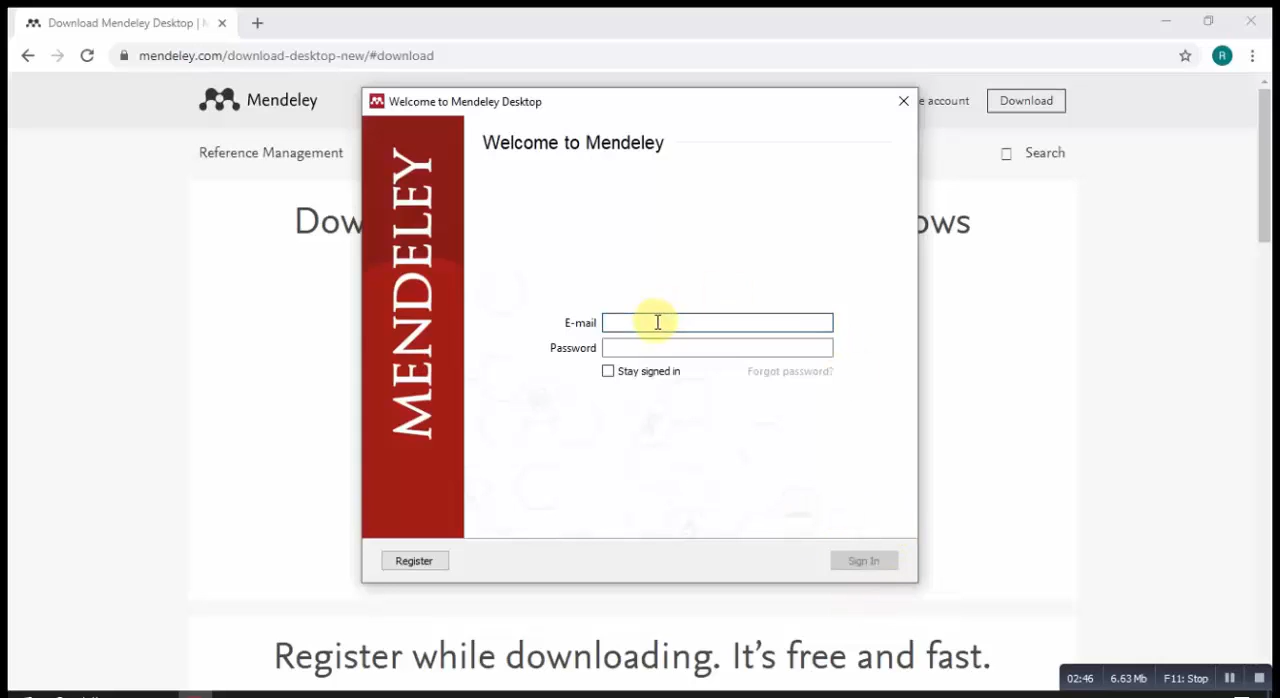 Download Mendeley Desktop |
mendeley.com/download-desktop-new/#download
R
Mendeley
Welcome to Mendeley Desktop
e account
Download
Reference Management
Search
MENDELEY
Welcome to Mendeley
Dow
ows
E-mail
Password
Stay signed in
Forgot password?
Register
Sign In
Register while downloading. It's free and fast.
02:46 6.63 Mb F11: Stop